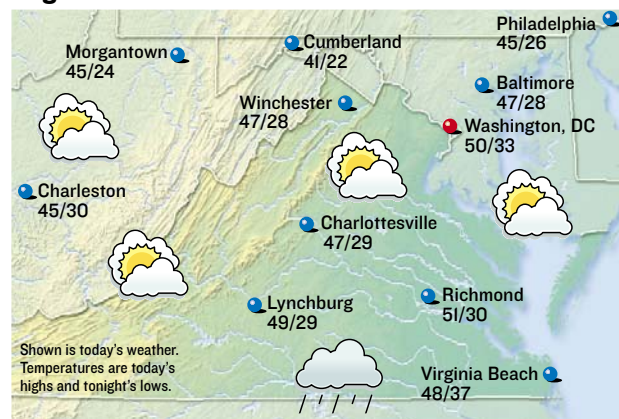 Philadelphia
45/26
Morgantown
45/24
Cumberland
41/22
Baltimore
47/28
Winchester
47/28
Washington, DC
50/33
Charleston
45/30
Charlottesville
47/29
Lynchburg
49/29
Richmond
51/30
Shown is today's weather.
Temperatures are today's
highs and tonight's lows.
Virginia Beach
48/37